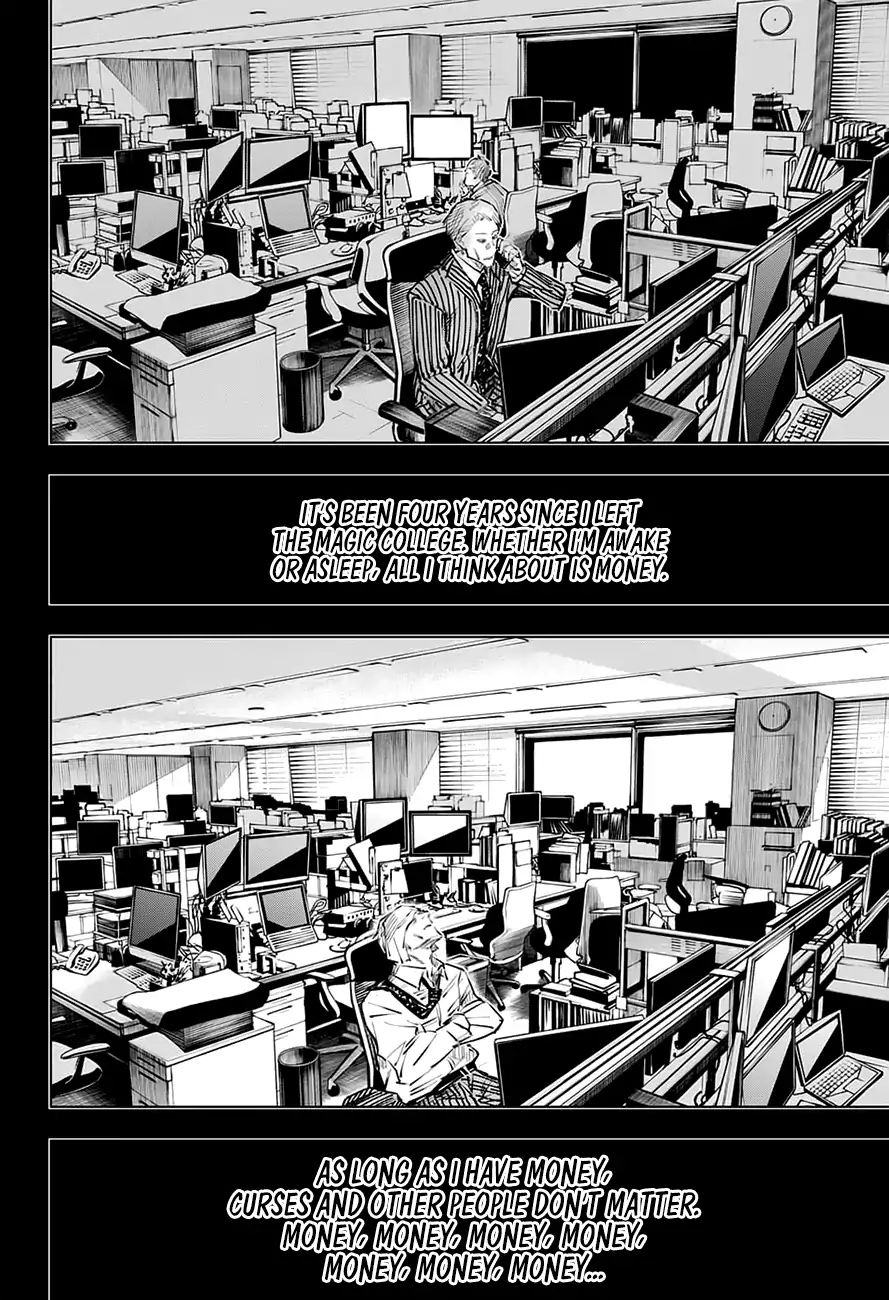 IT'S BEEN FOUR YEARS SINCE I LEFT
THE MAGIC COLLEGE. WHETHER I'M AWAKE
OR ASLEEP, ALL I THINK ABOUT IS MONEY.
AS LONG AS I HAVE MONEY,
CURSES AND OTHER PEOPLE DON'T MATTER.
MONEY, MONEY, MONEY, MONEY,
MONEY, MONEY, MONEY...